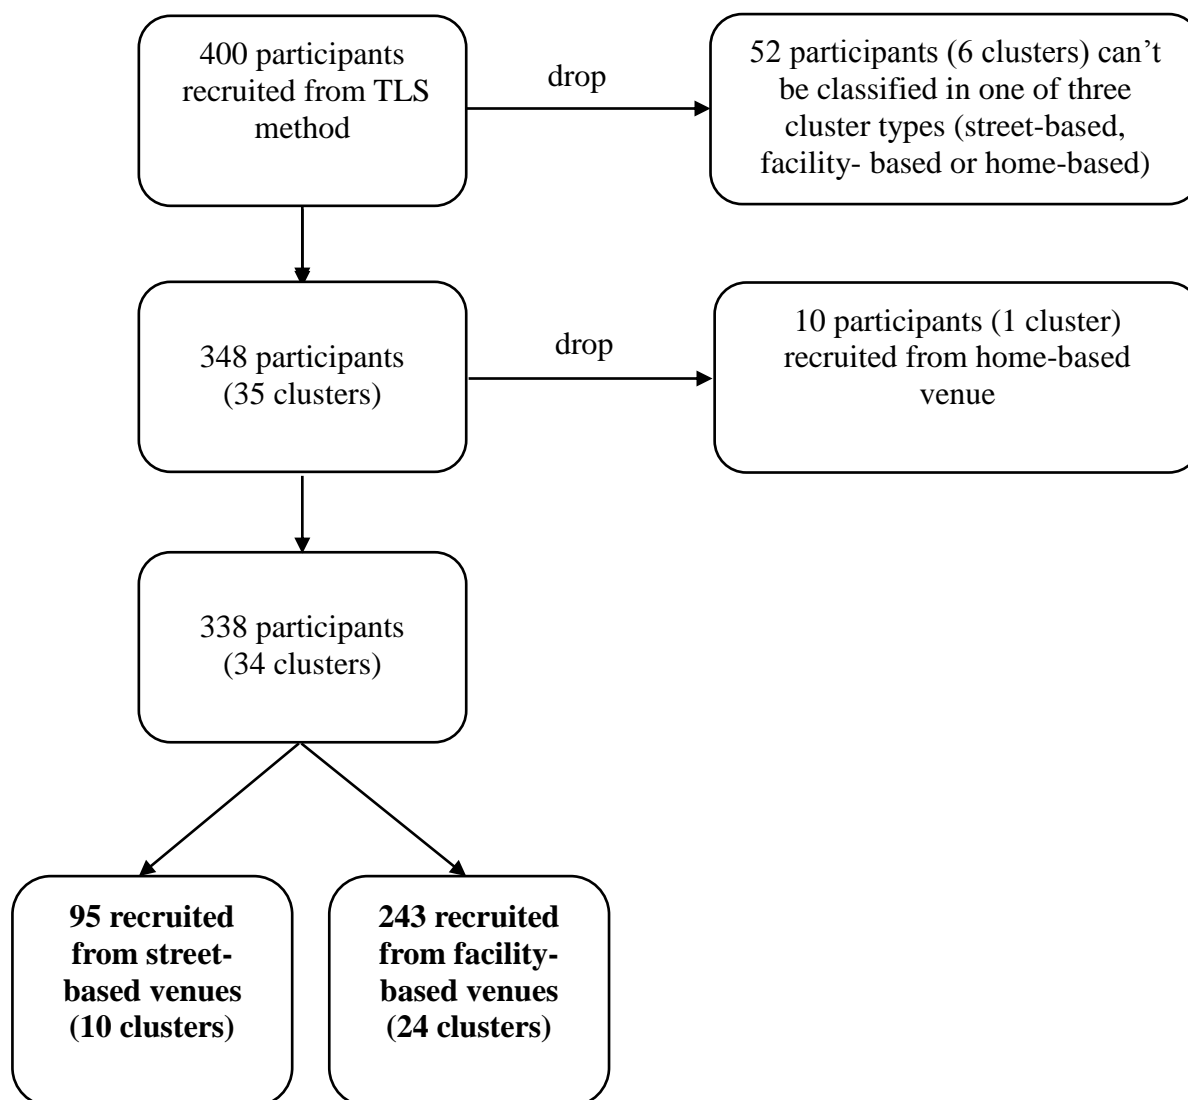 400 participants
recruited from TLS
method
drop
52 participants (6 clusters) can’t
be classified in one of three
cluster types (street-based,
facility- based or home-based)
348 participants
(35 clusters)
drop
10 participants (1 cluster)
recruited from home-based
venue
338 participants
(34 clusters)
95 recruited
from street-
based venues
(10 clusters)
243 recruited
from facility-
based venues
(24 clusters)